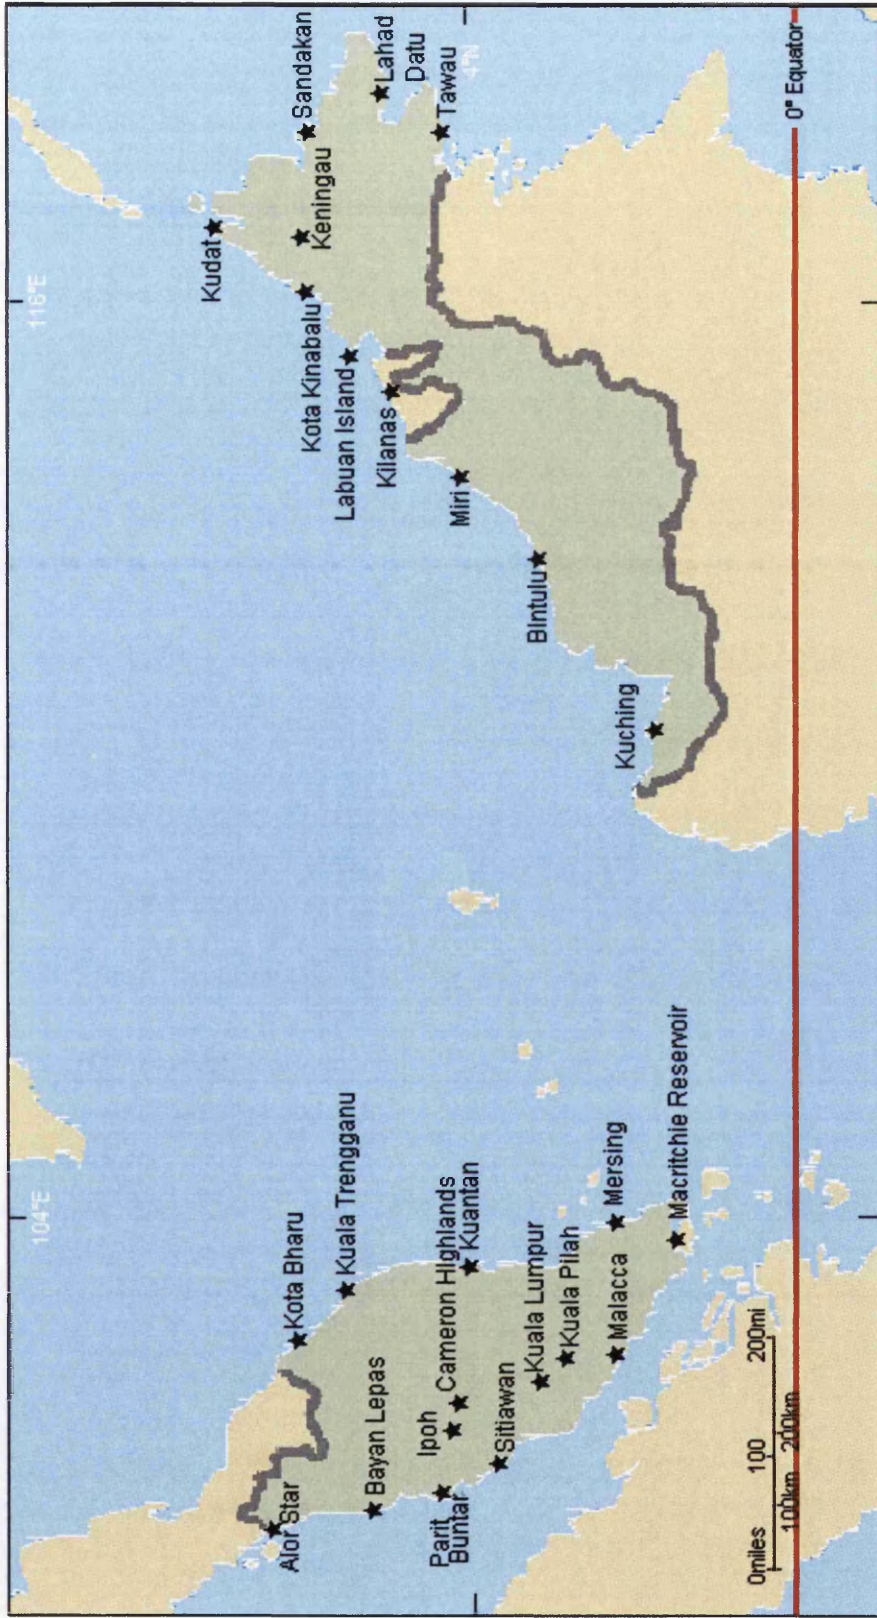 104°E
116°E
Alor Star
Kota Bharu
Kuala Trengganu
Bayan Lepas
Parit
Buntar
Ipoh
Cameron HIghlands
Kuantan
Sitiawan
Kuala Lumpur
Kuala Pilah
Malacca
Mersing
Macritchie Reservoir
Kudat
Kota Kinabalu
Keningau
Sandakan
Labuan Island
Lahad
Datu
Kilanas
Tawau
4°N
Miri
BIntulu
Kuching
0miles 100 200mi
100km 200km
0° Equator